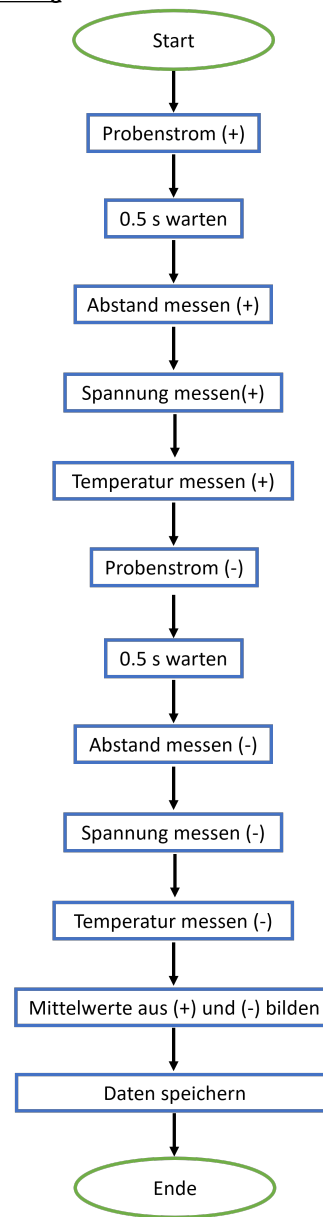 Start
Probenstrom (+)
0.5 s warten
Abstand messen (+)
Spannung messen(+)
Temperatur messen (+)
Probenstrom (-)
0.5 s warten
Abstand messen (-)
Spannung messen (-)
Temperatur messen (-)
Mittelwerte aus (+) und (-) bilden
Daten speichern
Ende